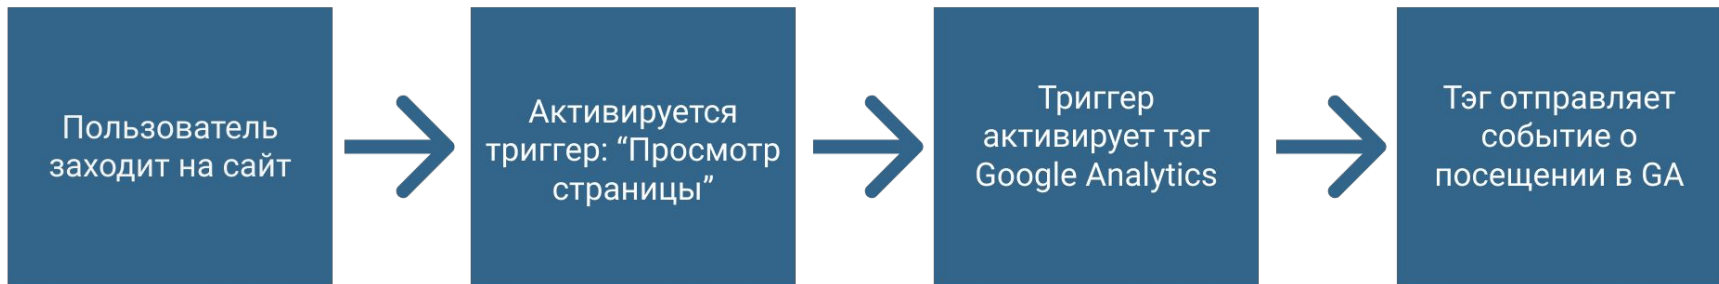 Пользователь
заходит на сайт
Активируется
триггер: “Просмотр
страницы”
Триггер
активирует тэг
Google Analytics
Тэг отправляет
событие о
посещении в GA